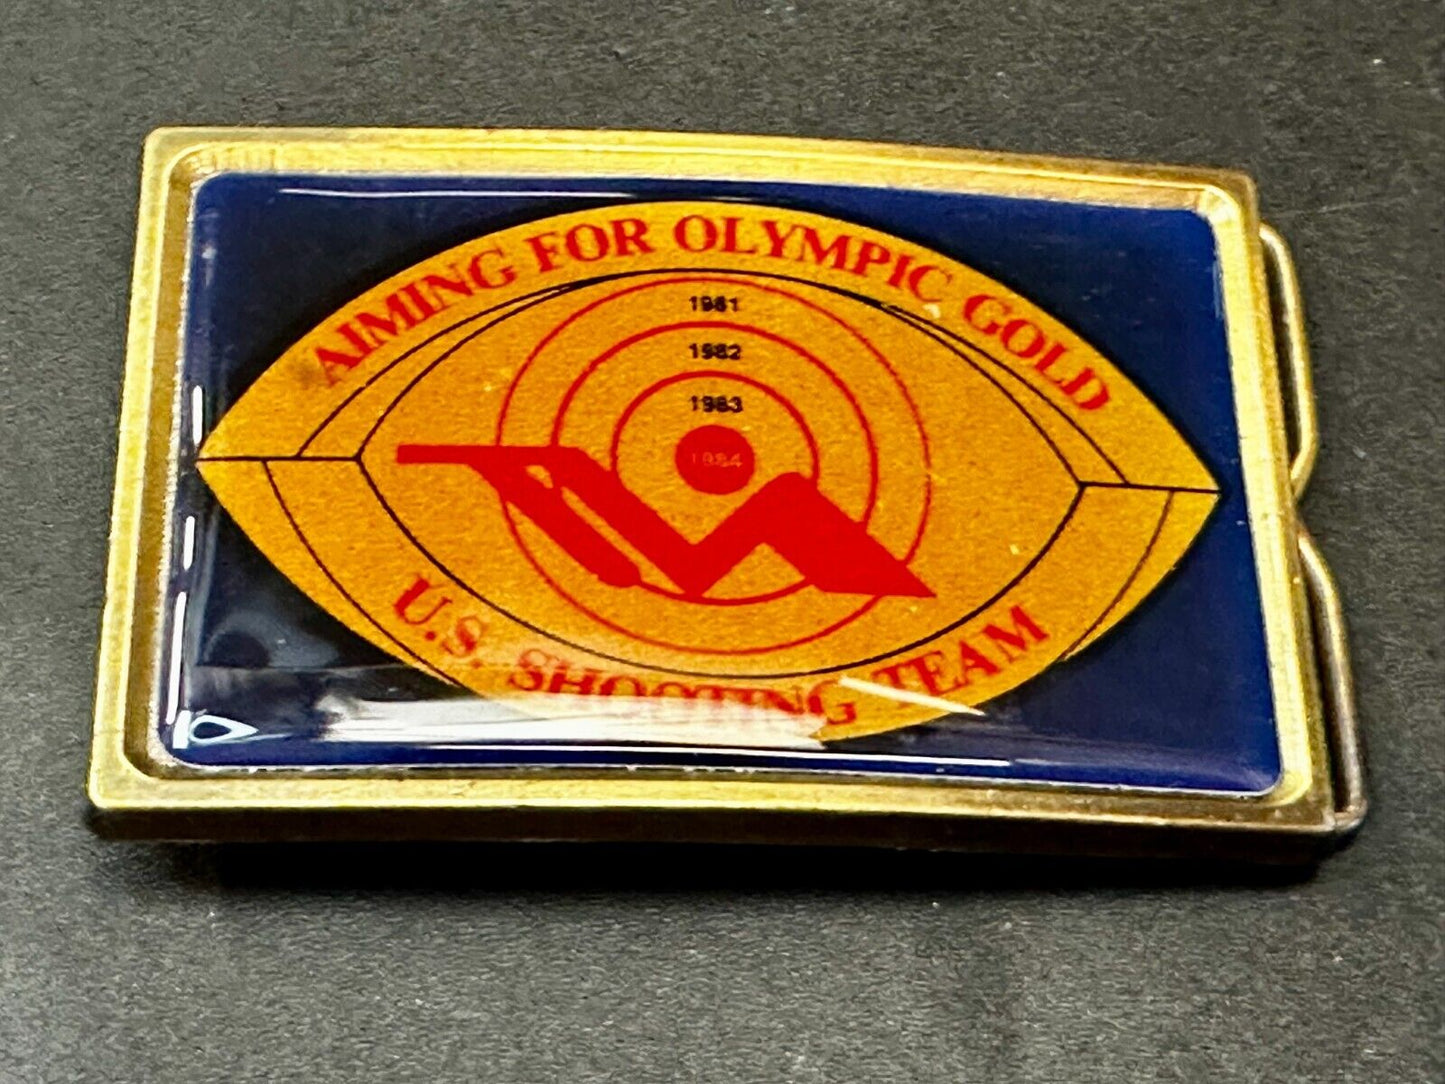 AIMING FOR OLYMPIC GOLD
1981
1982
1983
1984
U.S. SHOOTING TEAM